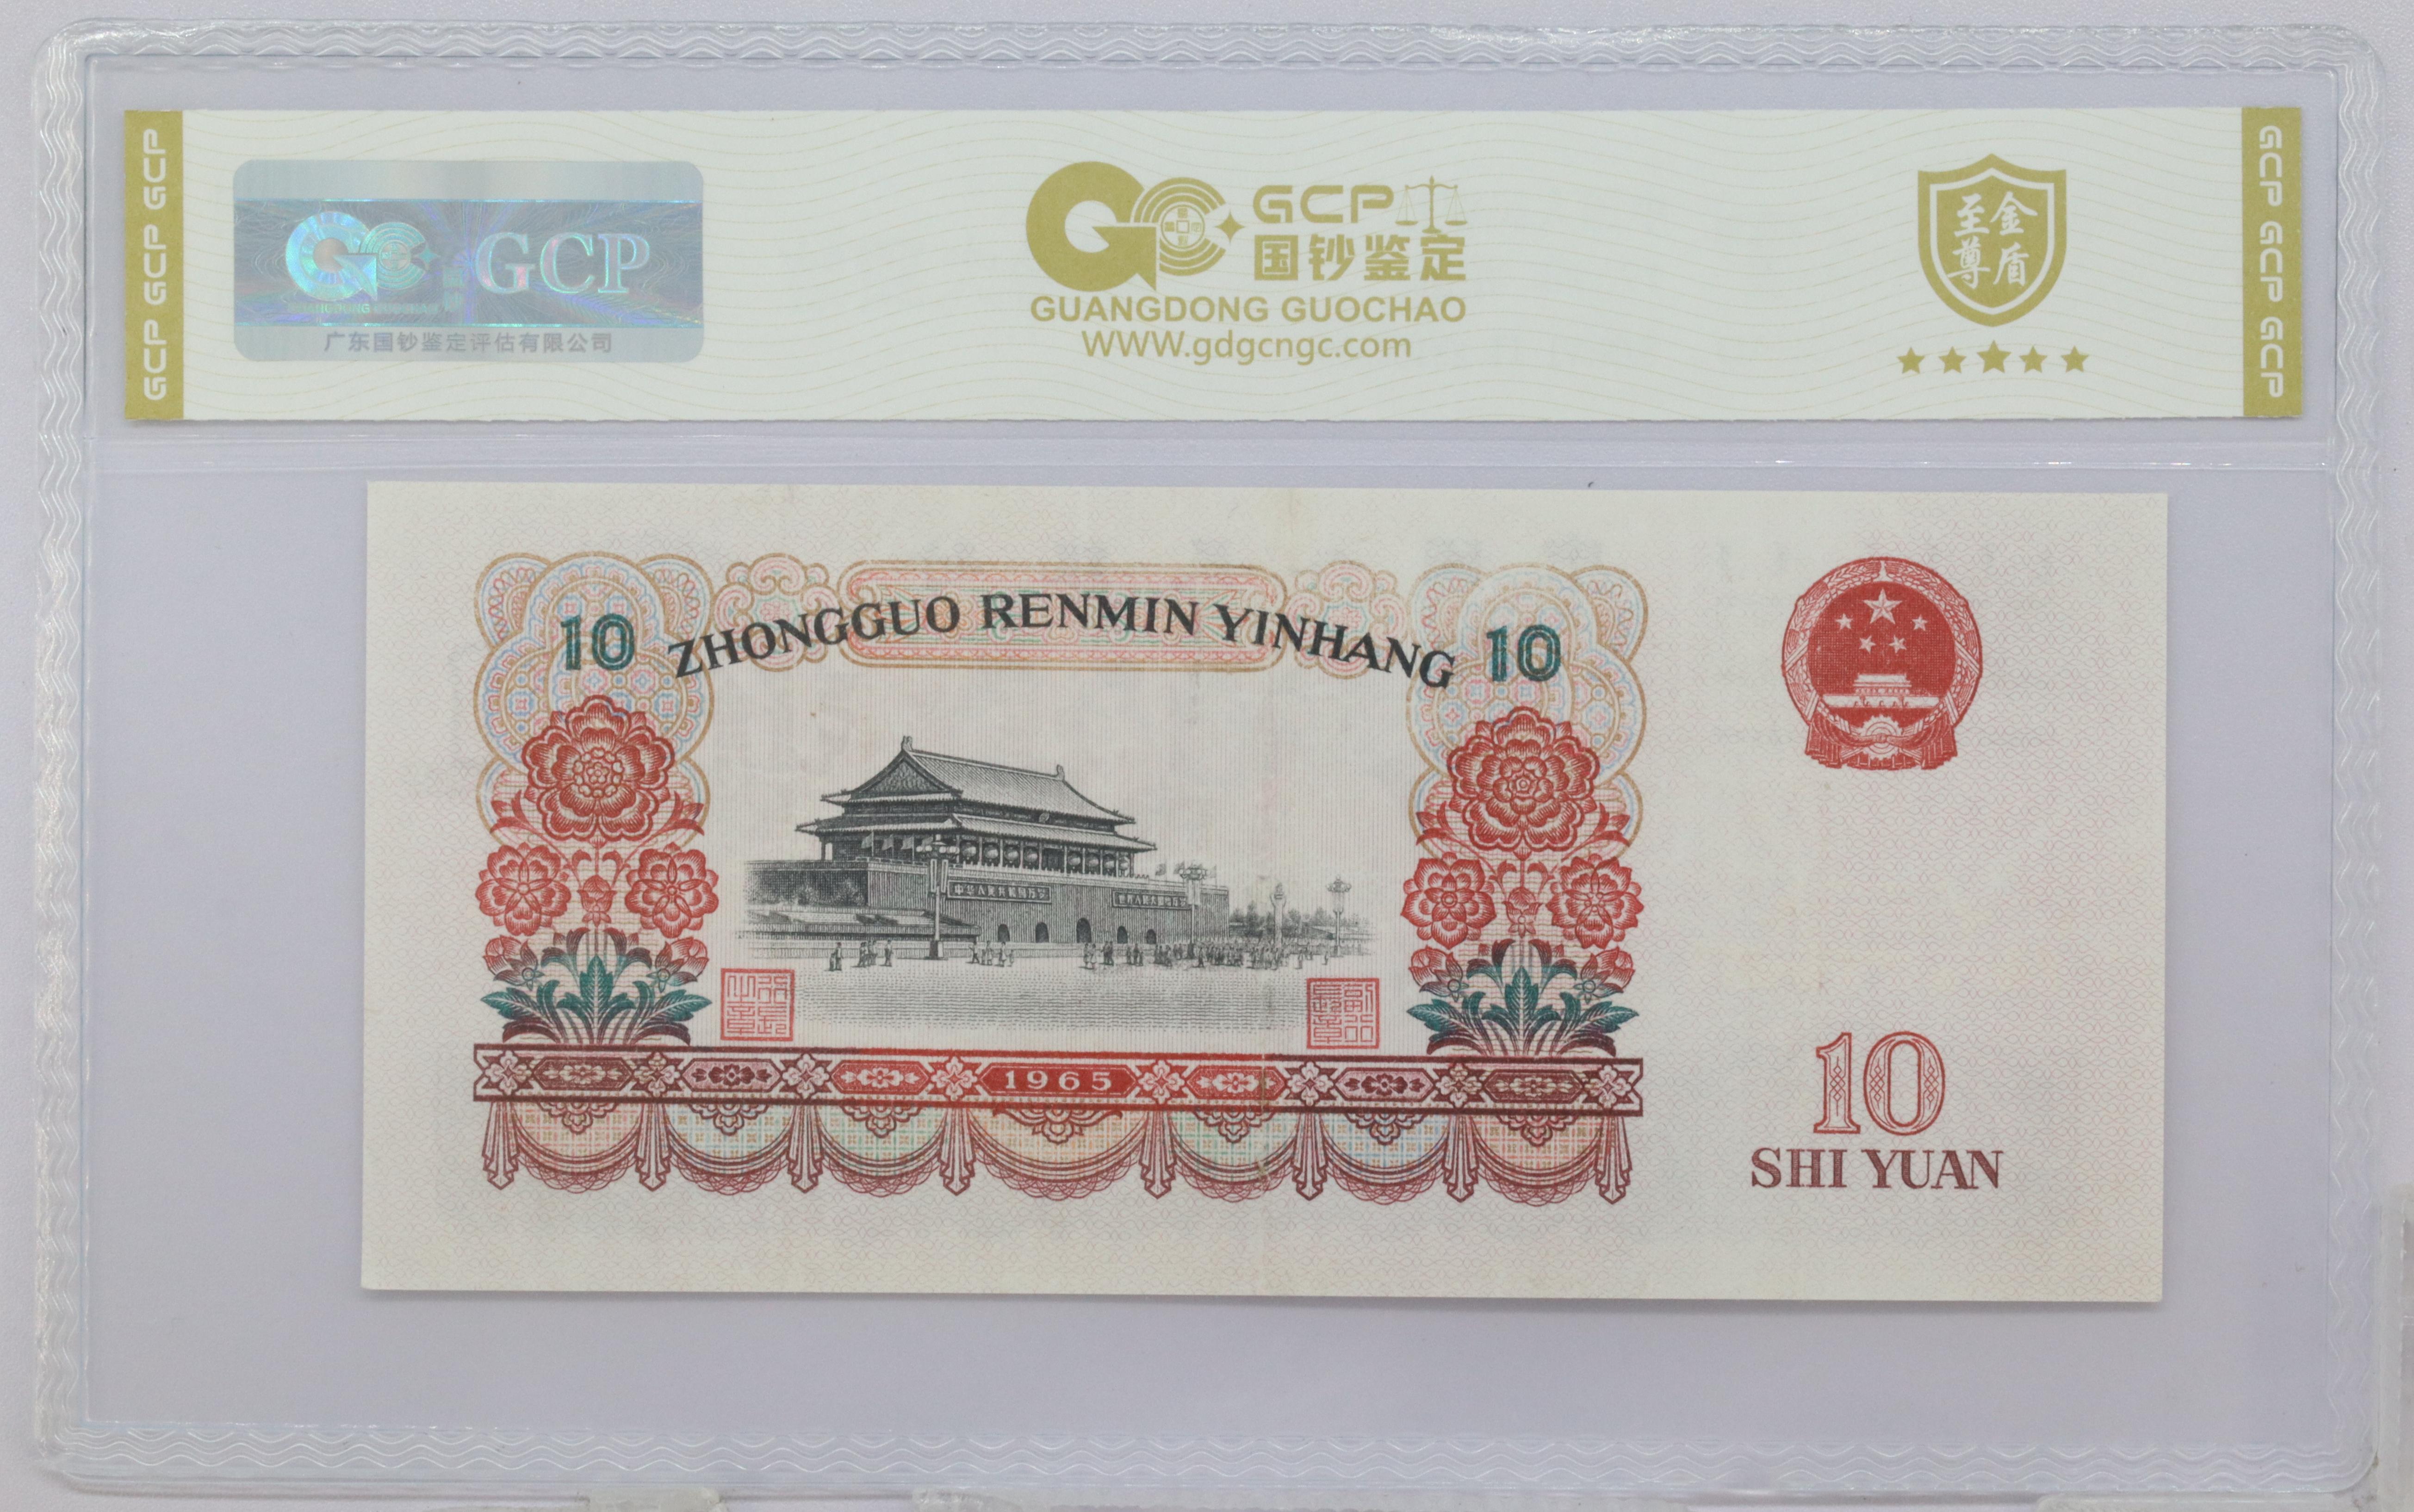 GCP GCP GCP
GCP
GUANGDONG GUOCHAO
广东国钞鉴定评估有限公司
GCP
国钞鉴定
GUANGDONG GUOCHAO
WWW.gdgcngc.com
至尊
金盾
GCP GCP GCP
10 ZHONGGUO RENMIN YINHANG 10
1965
10
SHI YUAN